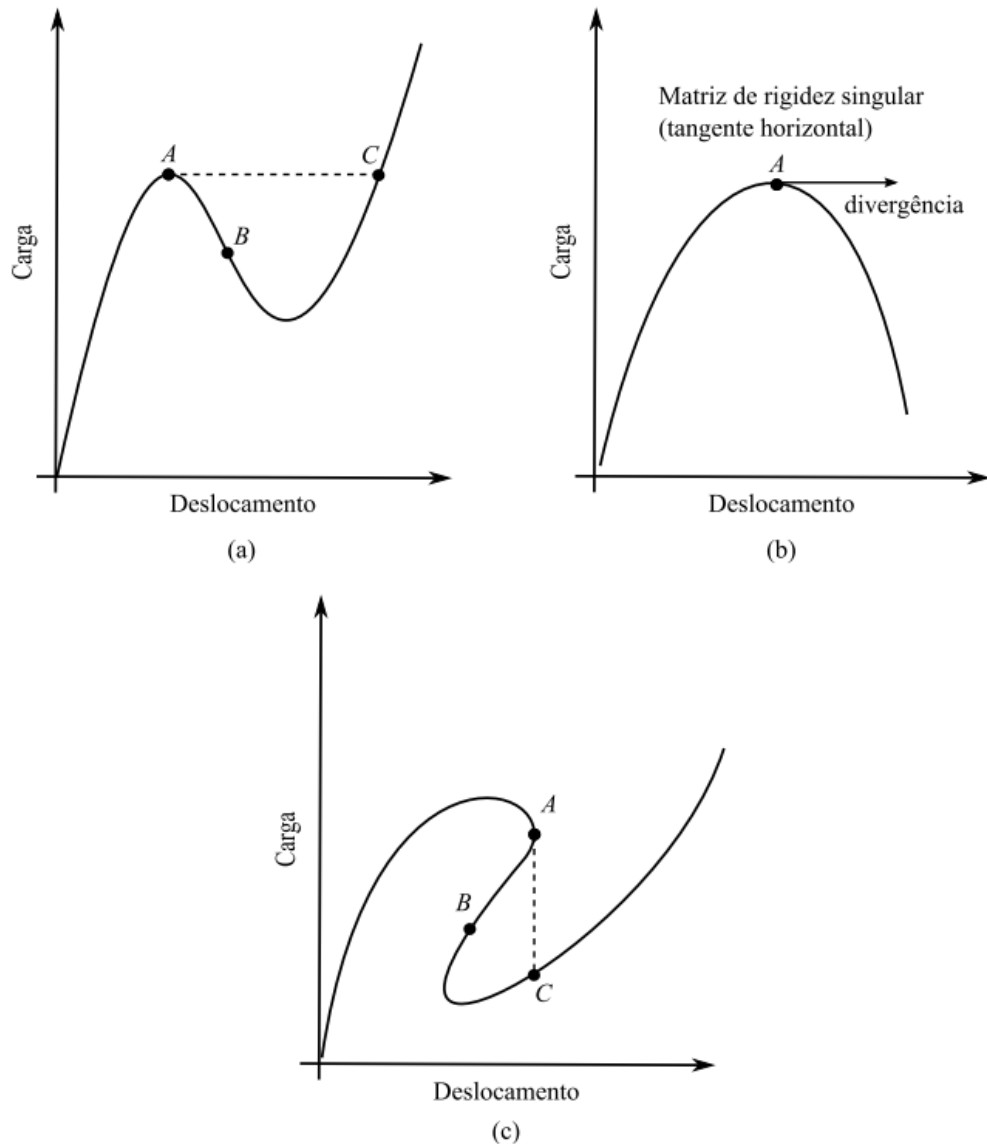 A
C
B
Carga
Deslocamento
(a)
Matriz de rigidez singular
(tangente horizontal)
A
divergência
Carga
Deslocamento
(b)
A
B
C
Carga
Deslocamento
(c)